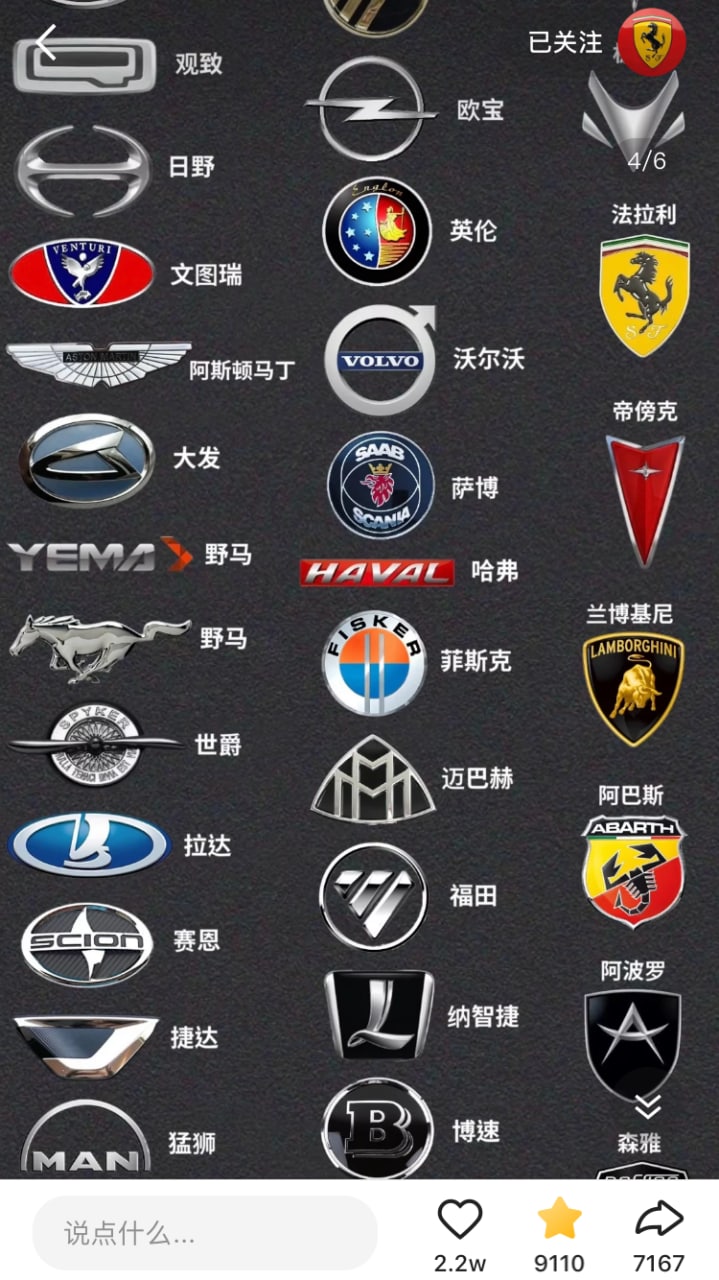 已关注
4/6
观致
日野
VENTURI
文图瑞
ASTON MARTIN
阿斯顿马丁
大发
YEMA
野马
野马
SPYKER
世爵
拉达
SCION
赛恩
捷达
MAN
猛狮
欧宝
Englon
英伦
VOLVO
沃尔沃
SAAB
SCANIA
萨博
HAVAL
哈弗
FISKER
菲斯克
迈巴赫
福田
纳智捷
B
博速
法拉利
S F
帝傍克
兰博基尼
LAMBORGHINI
阿巴斯
ABARTH
阿波罗
森雅
说点什么...
2.2w
9110
7167